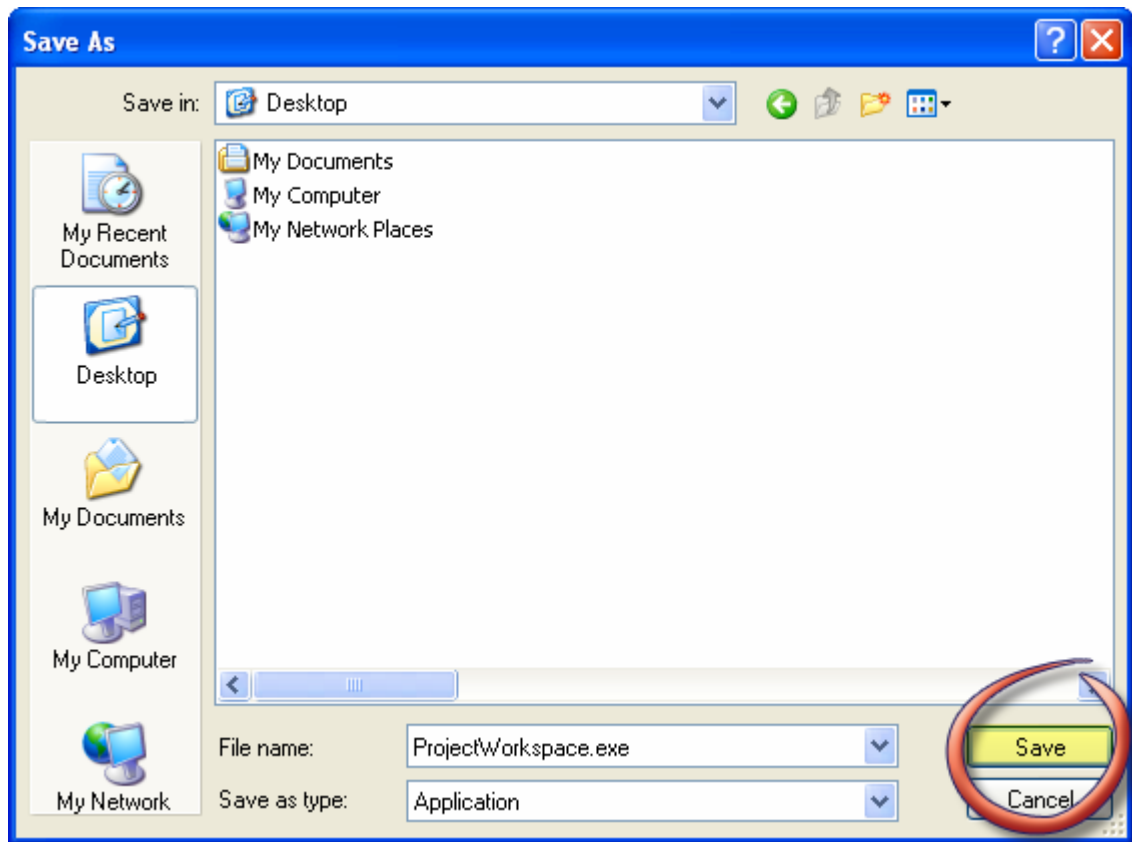 Save As
Save in:
Desktop
My Documents
My Computer
My Network Places
My Recent
Documents
Desktop
My Documents
My Computer
My Network
File name:
ProjectWorkspace.exe
Save
Save as type:
Application
Cancel